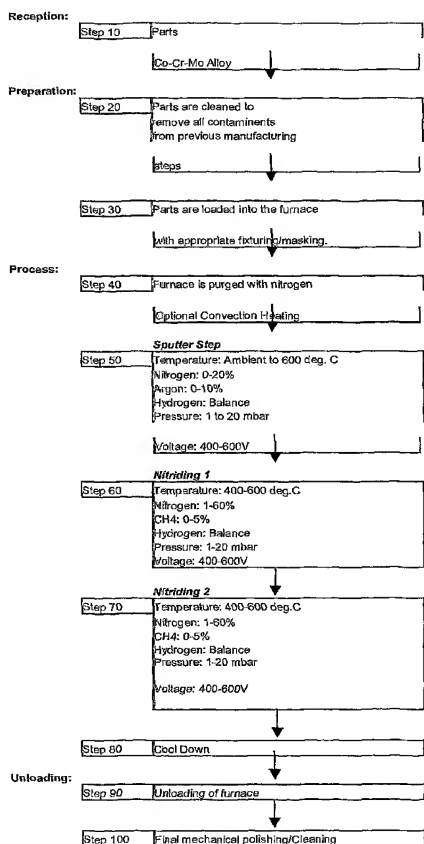 Reception:
Step 10 Parts
Co-Cr-Mo Alloy
Preparation:
Step 20 Parts are cleaned to
remove all contaminents
from previous manufacturing
steps
Step 30 Parts are loaded into the furnace
with appropriate fixturing/masking.
Process:
Step 40 Furnace is purged with nitrogen
Optional Convection Heating
Sputter Step
Step 50 Temperature: Ambient to 600 deg. C
Nitrogen: 0-20%
Argon: 0-10%
Hydrogen: Balance
Pressure: 1 to 20 mbar
Voltage: 400-600V
Nitriding 1
Step 60 Temperature: 400-600 deg.C
Nitrogen: 1-60%
CH4: 0-5%
Hydrogen: Balance
Pressure: 1-20 mbar
Voltage: 400-600V
Nitriding 2
Step 70 Temperature: 400-600 deg.C
Nitrogen: 1-60%
CH4: 0-5%
Hydrogen: Balance
Pressure: 1-20 mbar
Voltage: 400-600V
Step 80 Cool Down
Unloading:
Step 90 Unloading of furnace
Step 100 Final mechanical polishing/Cleaning